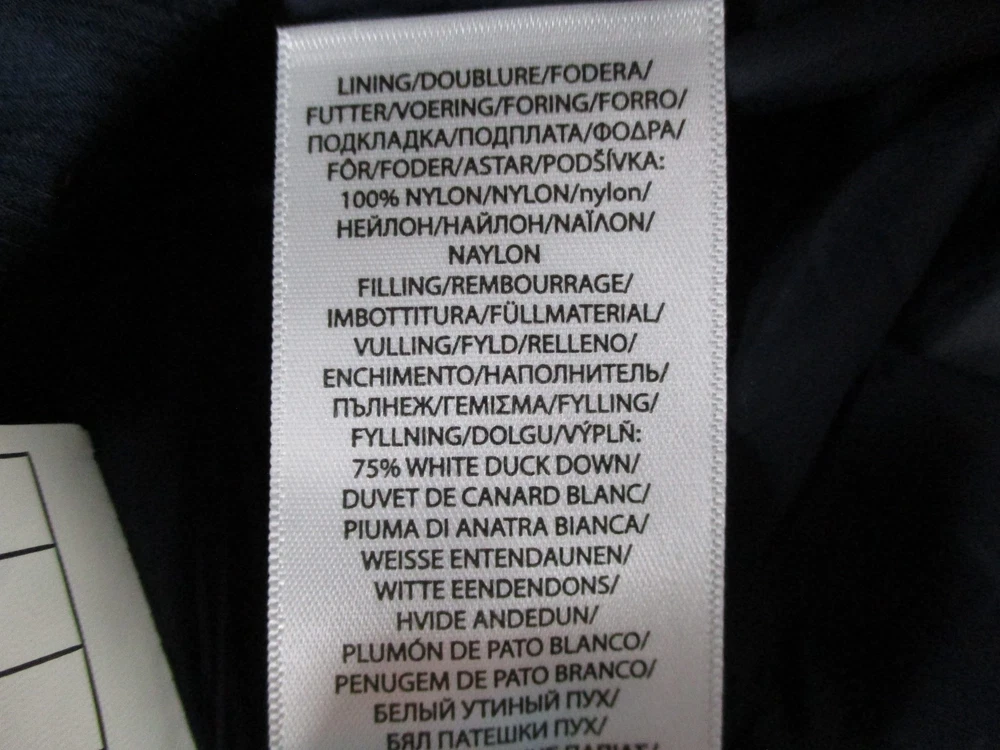 LINING/DOUBLURE/FODERA/
FUTTER/VOERING/FORING/FORRO/
ПОДКЛАДКА/ПОДПЛАТА/ΦΟΔΡΑ/
FÔR/FODER/ASTAR/PODŠÍVKA:
100% NYLON/NYLON/nylon/
НЕЙЛОН/НАЙЛОН/ΝΑΪΛΟΝ/
NAYLON
FILLING/REMBOURRAGE/
IMBOTTITURA/FÜLLMATERIAL/
VULLING/FYLD/RELLENO/
ENCHIMENTO/НАПОЛНИТЕЛЬ/
ПЪЛНЕЖ/ΓΕΜΙΣΜΑ/FYLLING/
FYLLNING/DOLGU/VÝPLŇ:
75% WHITE DUCK DOWN/
DUVET DE CANARD BLANC/
PIUMA DI ANATRA BIANCA/
WEISSE ENTENDAUNEN/
WITTE EENDENDONS/
HVIDE ANDEDUN/
PLUMÓN DE PATO BLANCO/
PENUGEM DE PATO BRANCO/
БЕЛЫЙ УТИНЫЙ ПУХ/
БЯЛ ПАТЕШКИ ПУХ/